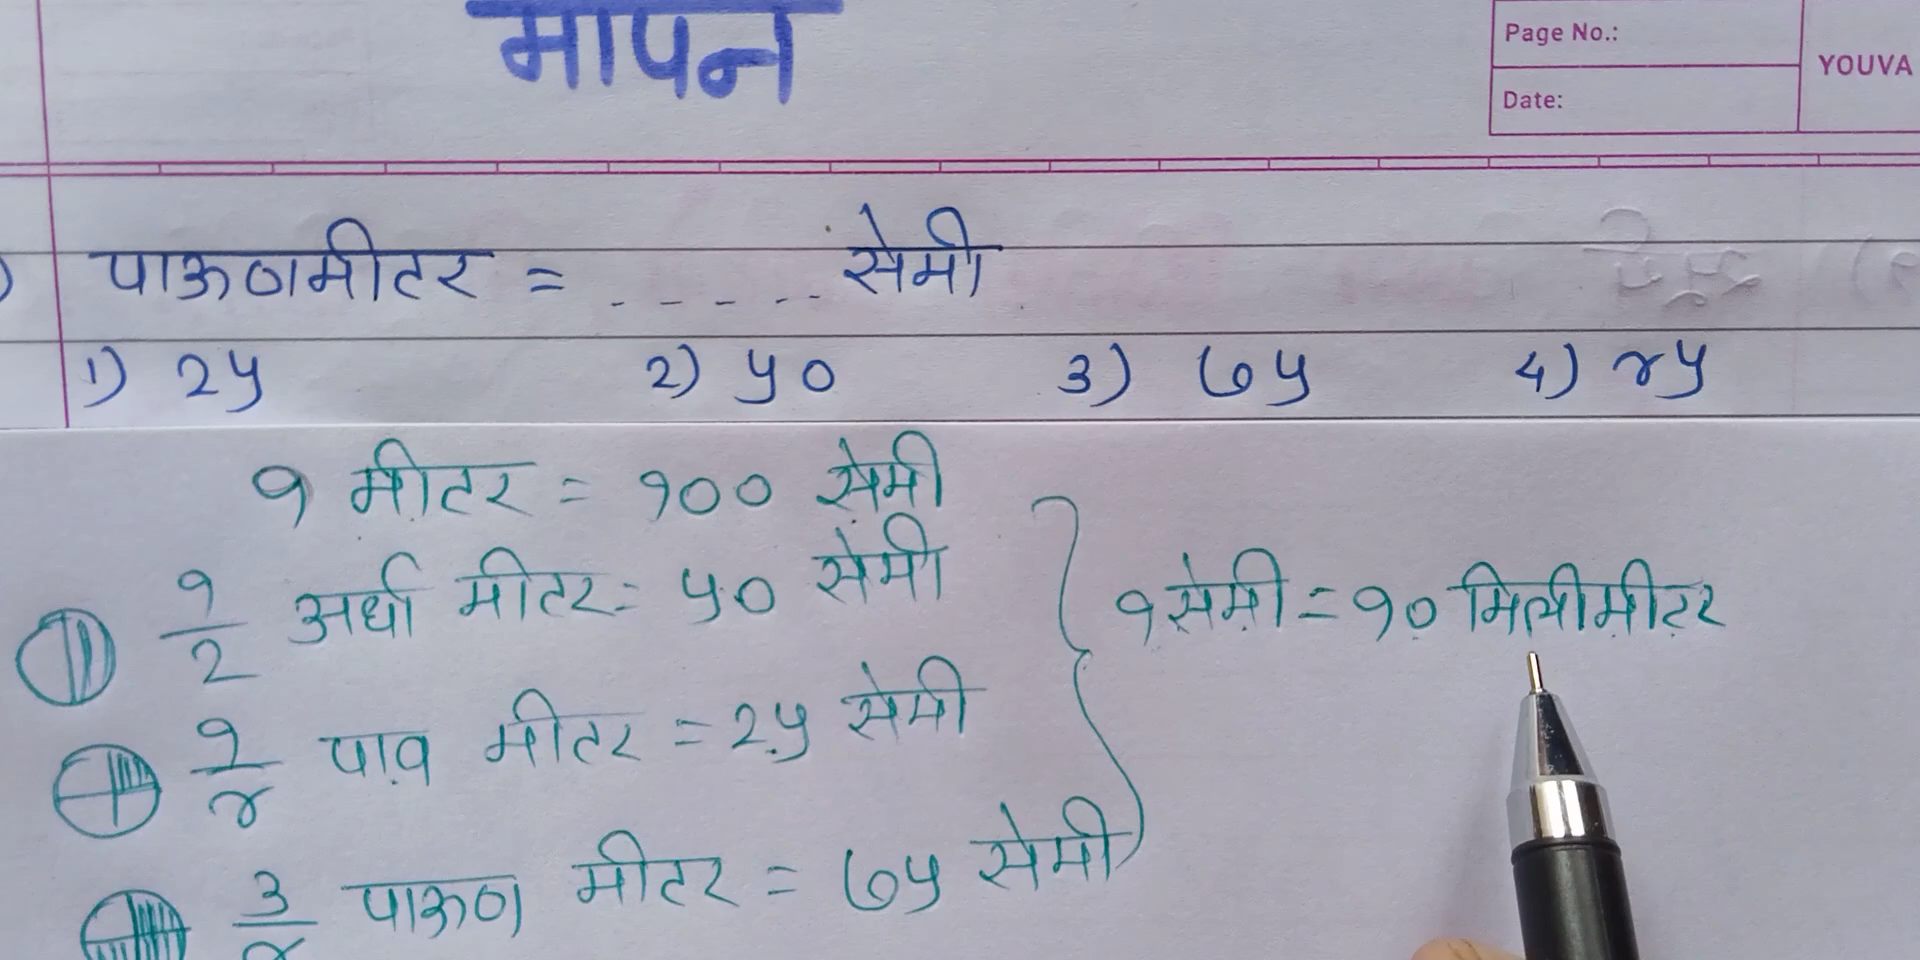 मापन
Page No.:
Date:
YOUVA
पाऊणमीटर = ........ सेमी
1) २५ 2) ५० 3) ७५ 4) ४५
१ मीटर = १०० सेमी
१/२ अर्धा मीटर = ५० सेमी
१/४ पाव मीटर = २५ सेमी
३/४ पाऊण मीटर = ७५ सेमी
१ सेमी = १० मिलीमीटर